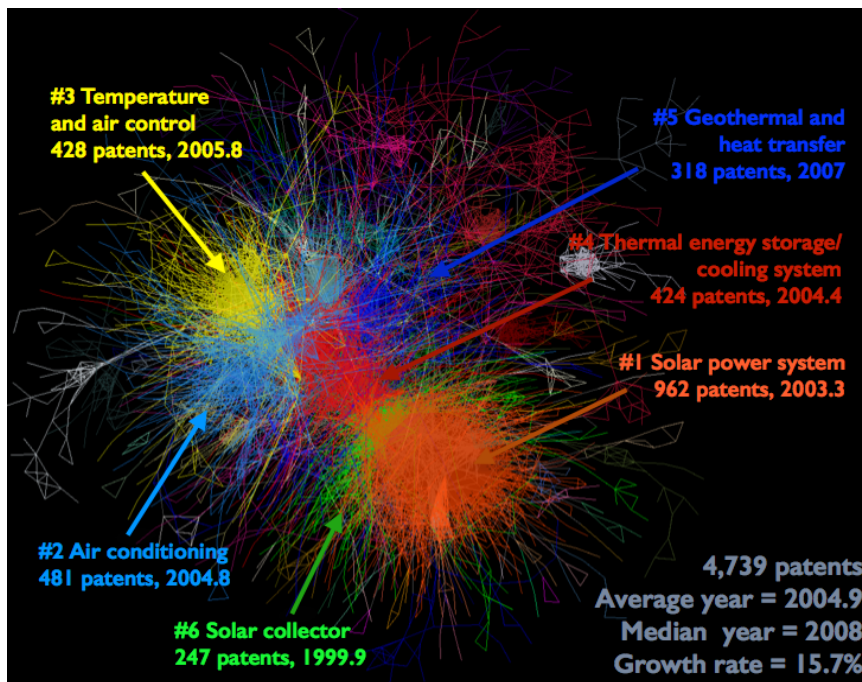 #3 Temperature
and air control
428 patents, 2005.8
#5 Geothermal and
heat transfer
318 patents, 2007
#4 Thermal energy storage/
cooling system
424 patents, 2004.4
#1 Solar power system
962 patents, 2003.3
#2 Air conditioning
481 patents, 2004.8
#6 Solar collector
247 patents, 1999.9
4,739 patents
Average year = 2004.9
Median year = 2008
Growth rate = 15.7%